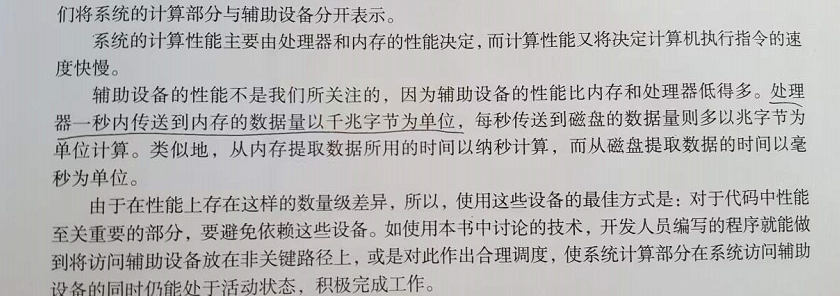 们将系统的计算部分与辅助设备分开表示。
系统的计算性能主要由处理器和内存的性能决定，而计算性能又将决定计算机执行指令的速
度快慢。
辅助设备的性能不是我们所关注的，因为辅助设备的性能比内存和处理器低得多。处理
器一秒内传送到内存的数据量以千兆字节为单位，每秒传送到磁盘的数据量则多以兆字节为
单位计算。类似地，从内存提取数据所用的时间以纳秒计算，而从磁盘提取数据的时间以毫
秒为单位。
由于在性能上存在这样的数量级差异，所以，使用这些设备的最佳方式是：对于代码中性能
至关重要的部分，要避免依赖这些设备。如使用本书中讨论的技术，开发人员编写的程序就能做
到将访问辅助设备放在非关键路径上，或是对此作出合理调度，使系统计算部分在系统访问辅助
设备的同时仍能处于活动状态，积极完成工作。